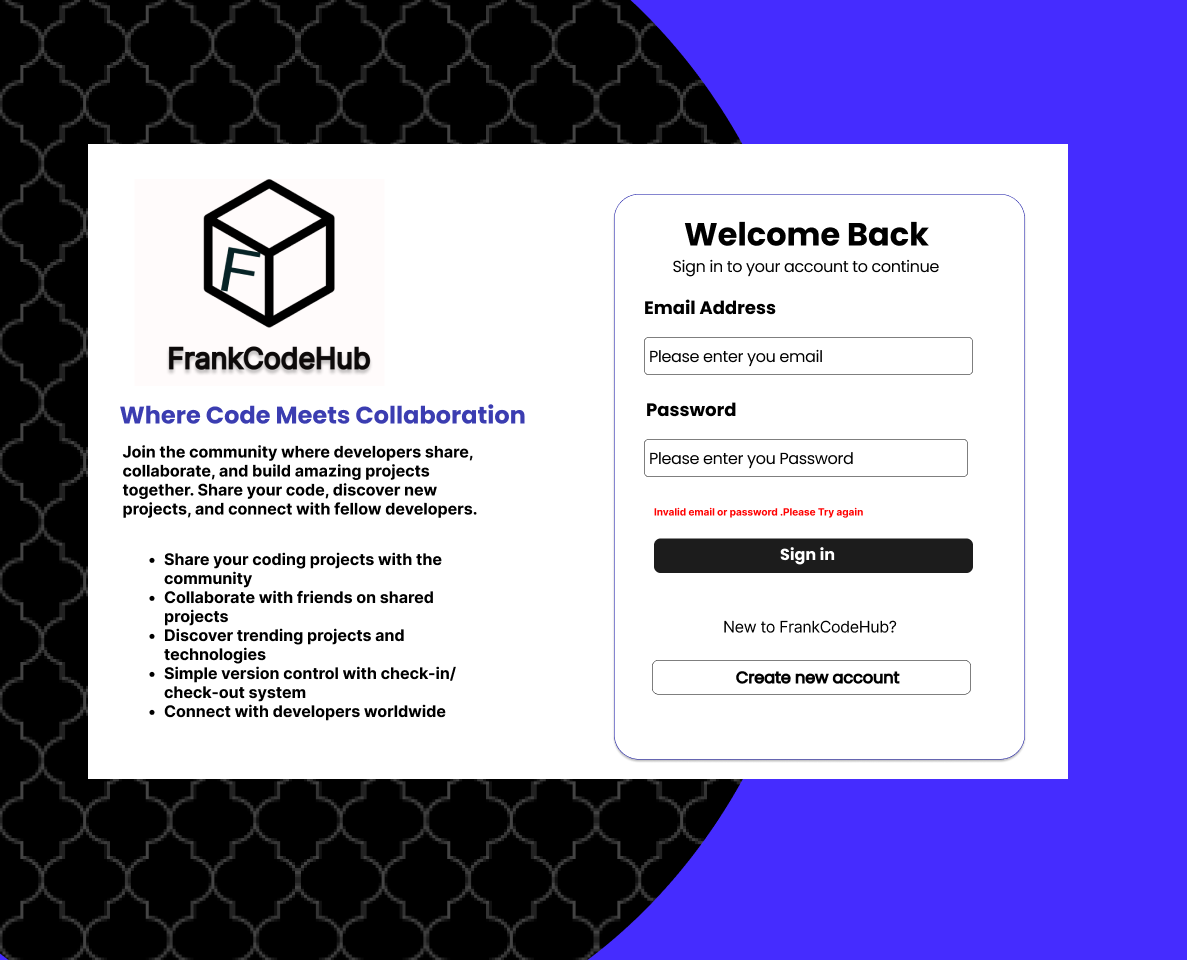 F
FrankCodeHub
Where Code Meets Collaboration
Join the community where developers share,
collaborate, and build amazing projects
together. Share your code, discover new
projects, and connect with fellow developers.
• Share your coding projects with the
community
• Collaborate with friends on shared
projects
• Discover trending projects and
technologies
• Simple version control with check-in/
check-out system
• Connect with developers worldwide
Welcome Back
Sign in to your account to continue
Email Address
Please enter you email
Password
Please enter you Password
Invalid email or password .Please Try again
Sign in
New to FrankCodeHub?
Create new account